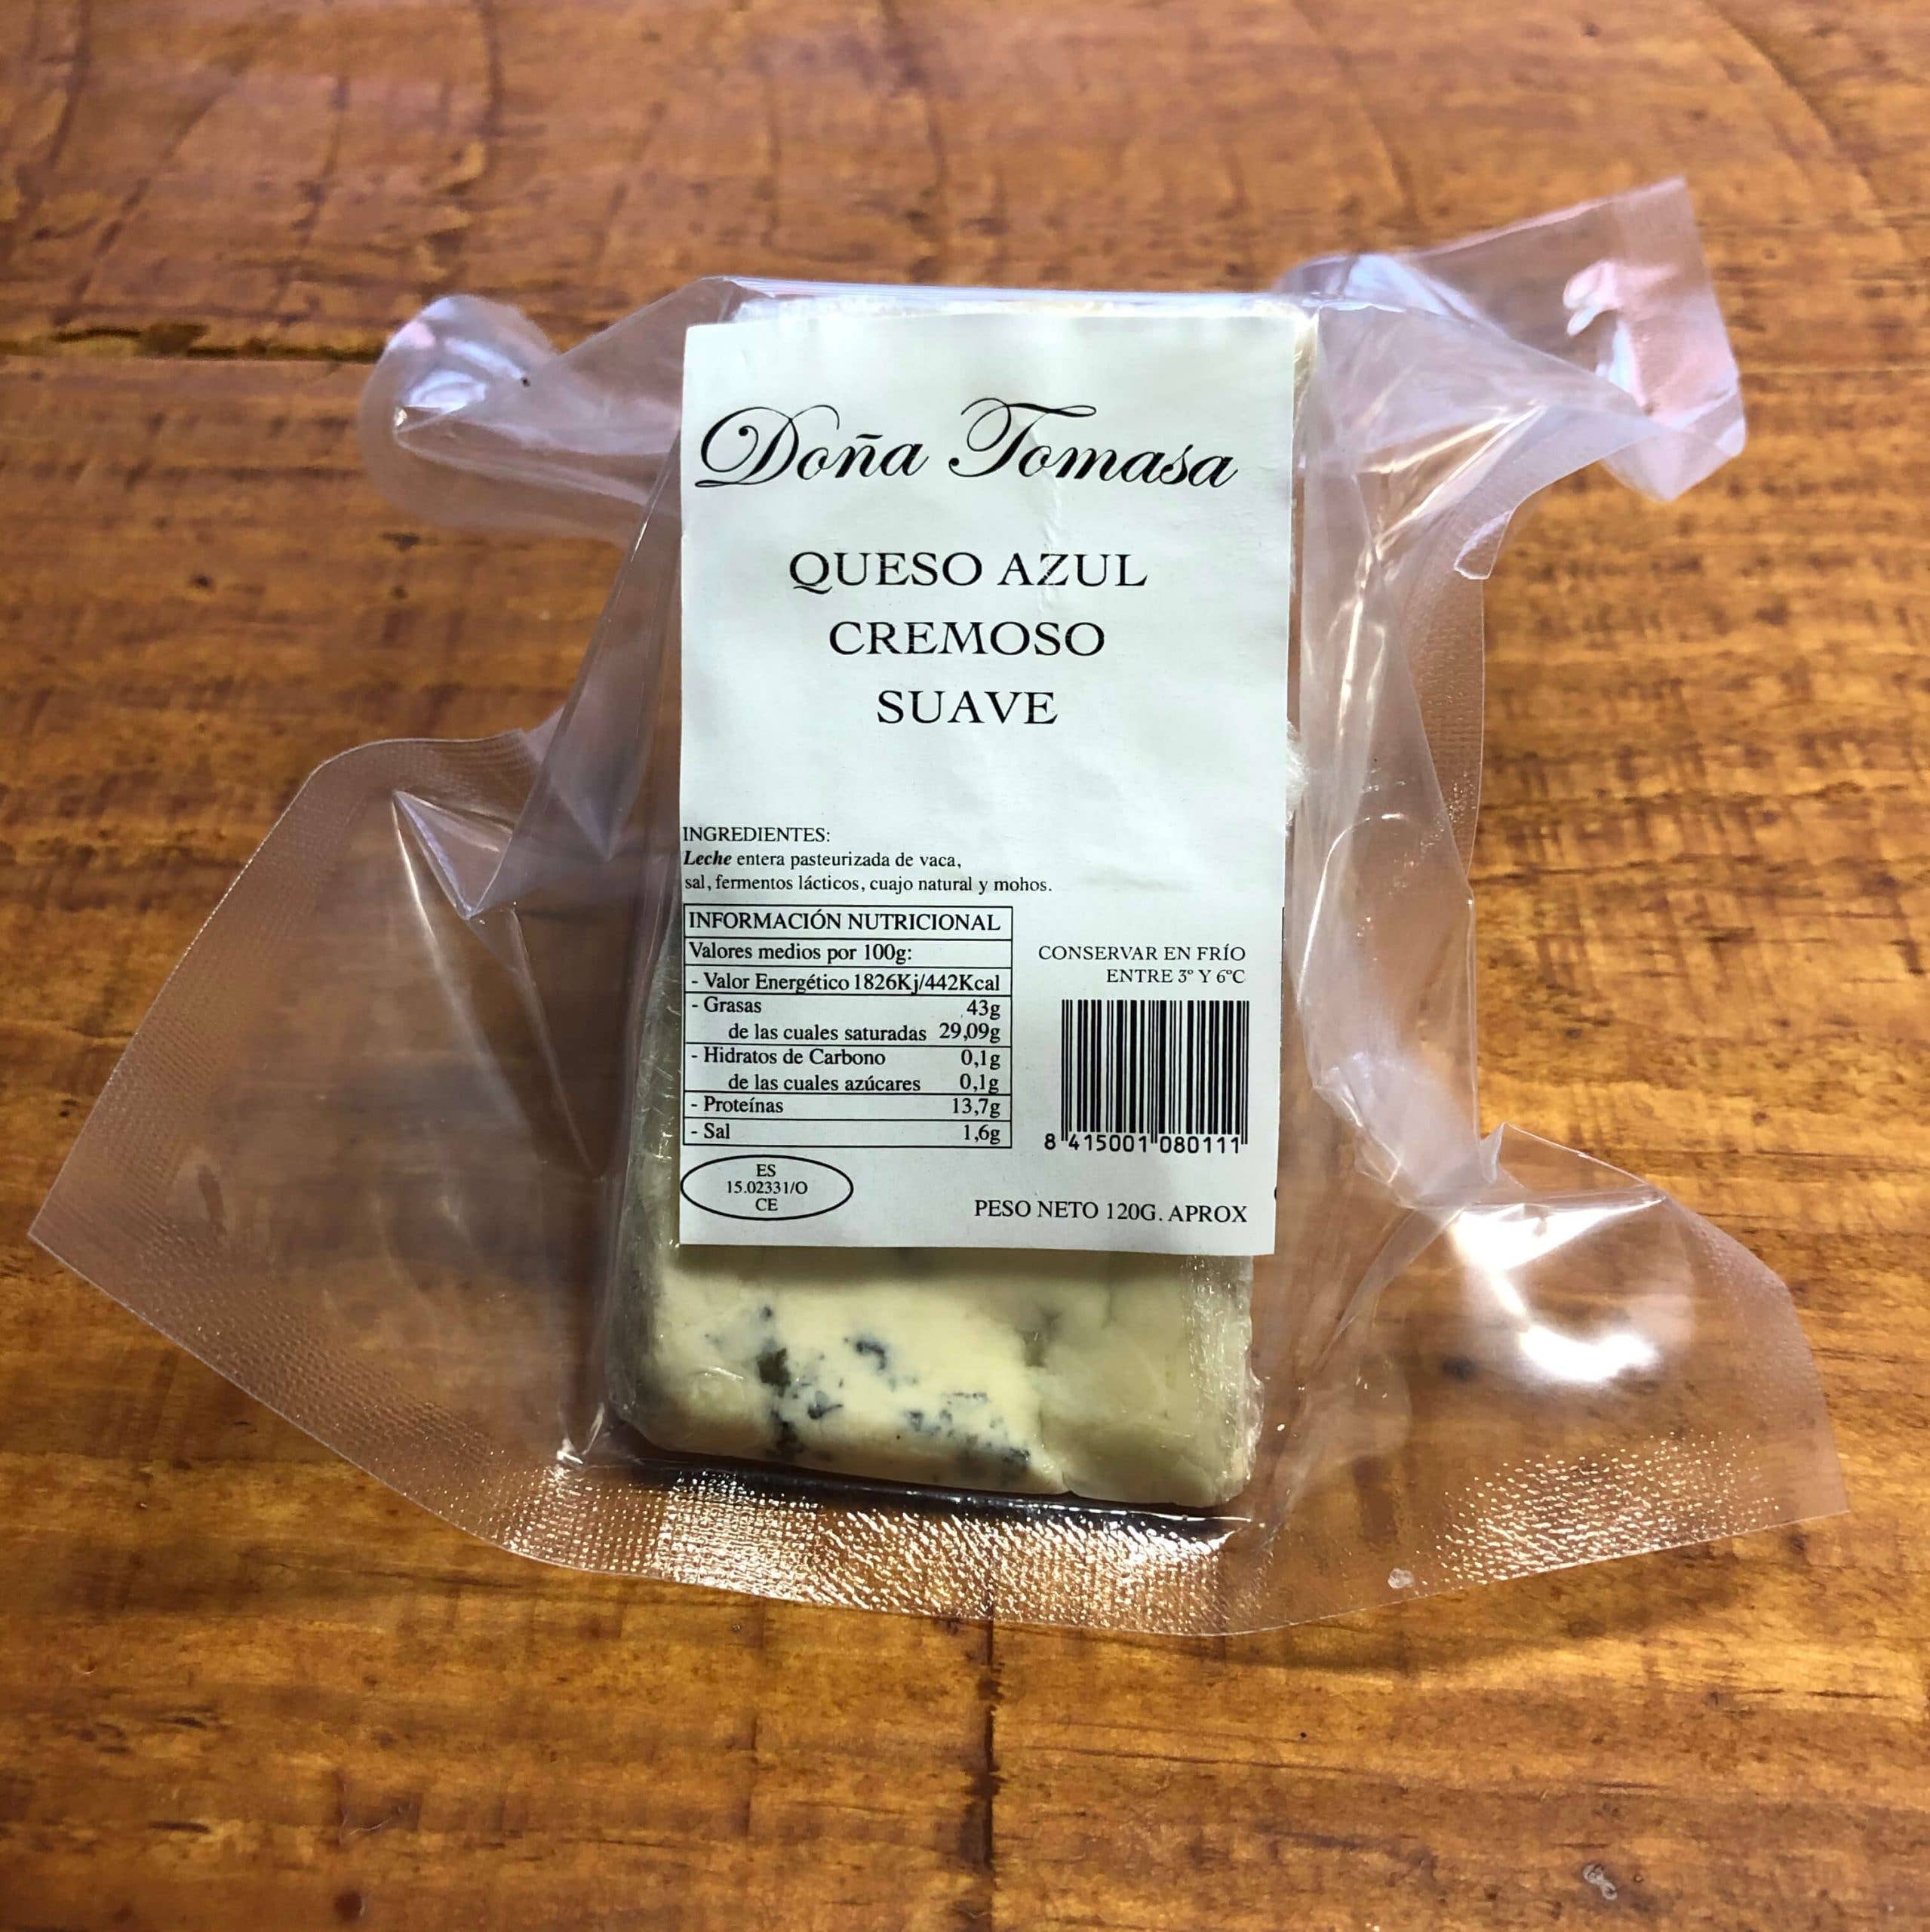 Doña Tomasa
QUESO AZUL
CREMOSO
SUAVE
INGREDIENTES:
Leche entera pasteurizada de vaca,
sal, fermentos lácticos, cuajo natural y mohos.
INFORMACIÓN NUTRICIONAL
Valores medios por 100g:
- Valor Energético 1826Kj/442Kcal
- Grasas 43g
de las cuales saturadas 29,09g
- Hidratos de Carbono 0,1g
de las cuales azúcares 0,1g
- Proteínas 13,7g
- Sal 1,6g
CONSERVAR EN FRÍO
ENTRE 3º Y 6ºC
8 415001 080111
ES
15.02331/O
CE
PESO NETO 120G. APROX